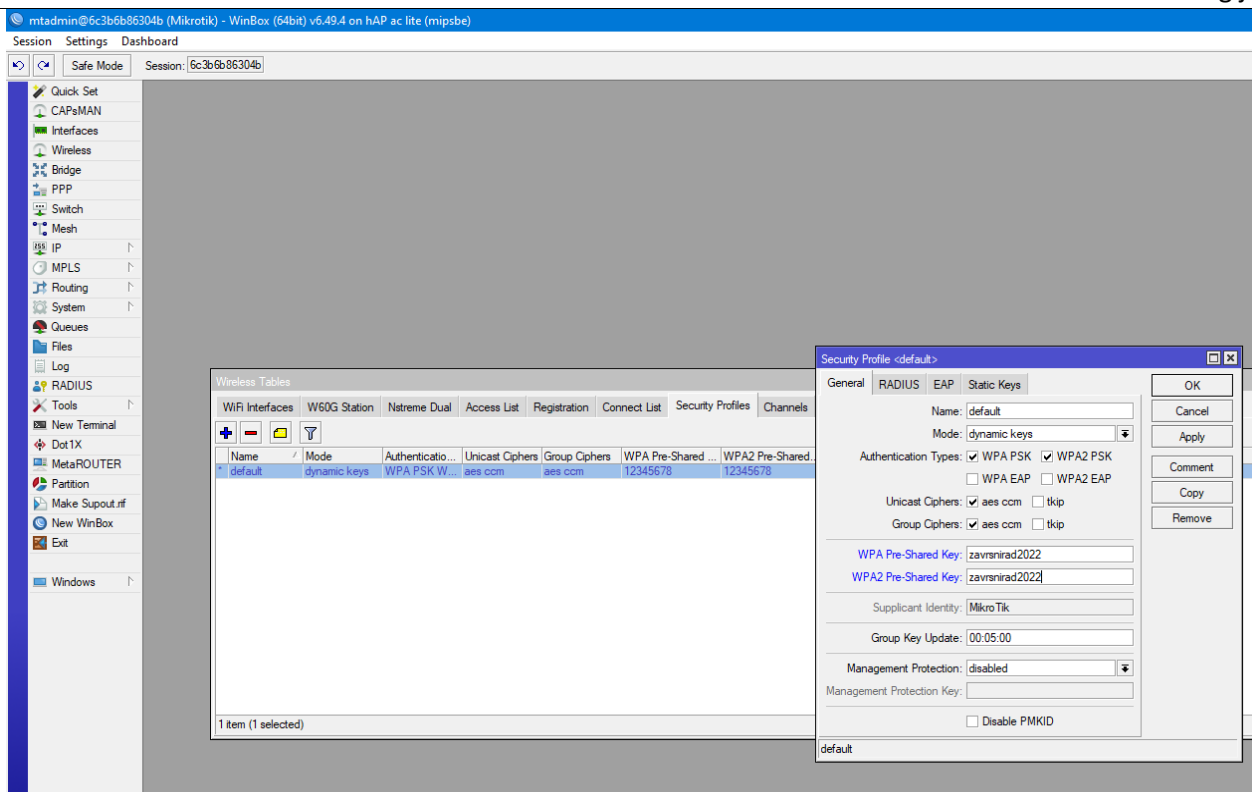 mtadmin@6c3b6b86304b (Mikrotik) - WinBox (64bit) v6.49.4 on hAP ac lite (mipsbe)
Session Settings Dashboard
Safe Mode Session: 6c3b6b86304b
Quick Set
CAPsMAN
Interfaces
Wireless
Bridge
PPP
Switch
Mesh
IP
MPLS
Routing
System
Queues
Files
Log
RADIUS
Tools
New Terminal
Dot1X
MetaROUTER
Partition
Make Supout.rif
New WinBox
Exit
Windows
Wireless Tables
WiFi Interfaces W60G Station Nstreme Dual Access List Registration Connect List Security Profiles Channels
Name Mode Authenticatio... Unicast Ciphers Group Ciphers WPA Pre-Shared ... WPA2 Pre-Shared...
* default dynamic keys WPA PSK W... aes ccm aes ccm 12345678 12345678
1 item (1 selected)
Security Profile <default>
General RADIUS EAP Static Keys
Name: default
Mode: dynamic keys
Authentication Types: WPA PSK WPA2 PSK
WPA EAP WPA2 EAP
Unicast Ciphers: aes ccm tkip
Group Ciphers: aes ccm tkip
WPA Pre-Shared Key: zavrsnirad2022
WPA2 Pre-Shared Key: zavrsnirad2022
Supplicant Identity: MikroTik
Group Key Update: 00:05:00
Management Protection: disabled
Management Protection Key:
Disable PMKID
default
OK
Cancel
Apply
Comment
Copy
Remove